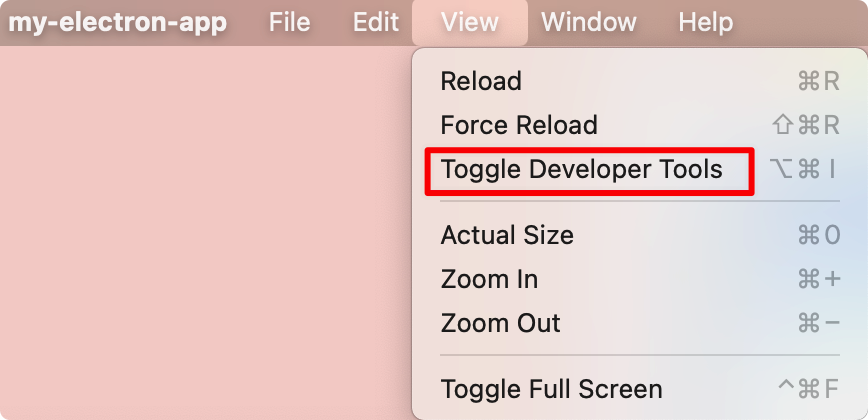 my-electron-app File Edit View Window Help
Reload ⌘R
Force Reload ⇧⌘R
Toggle Developer Tools ⌥⌘I
Actual Size ⌘0
Zoom In ⌘+
Zoom Out ⌘−
Toggle Full Screen ^⌘F